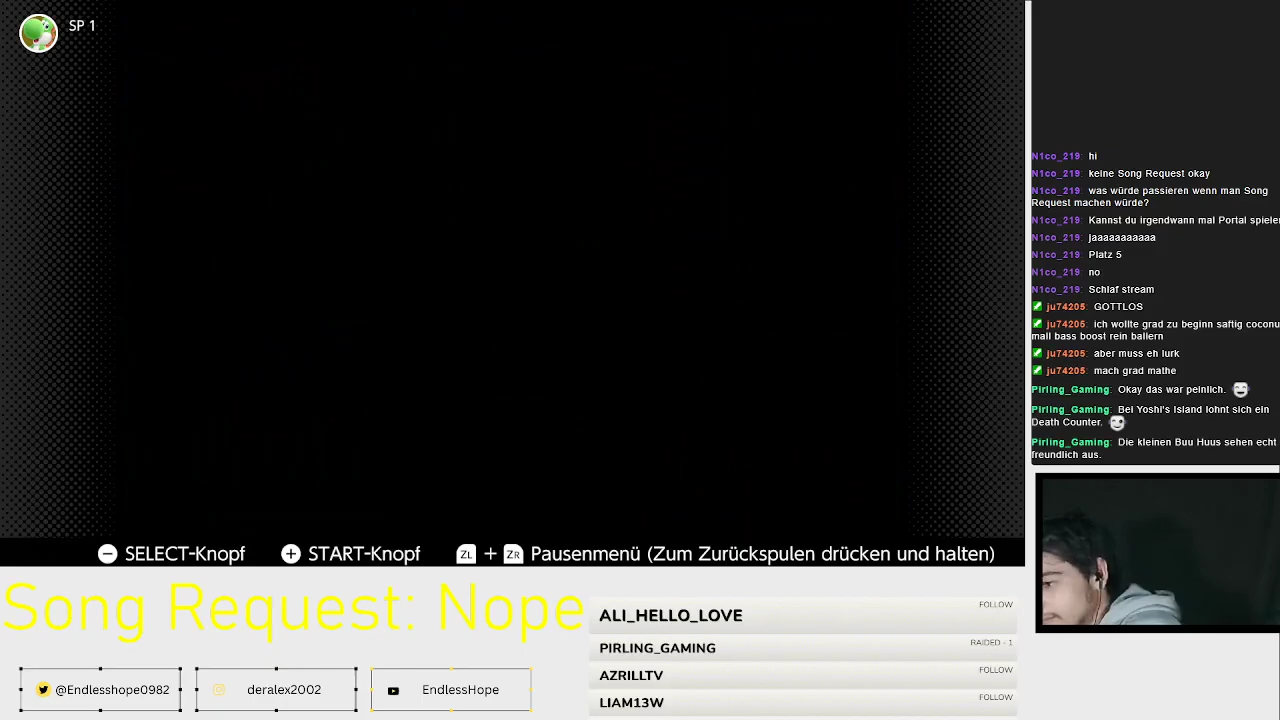 SP 1
N1co_219: hi
N1co_219: keine Song Request okay
N1co_219: was würde passieren wenn man Song
Request machen würde?
N1co_219: Kannst du irgendwann mal Portal spielen
N1co_219: jaaaaaaaaaaa
N1co_219: Platz 5
N1co_219: no
N1co_219: Schlaf stream
ju74205: GOTTLOS
ju74205: ich wollte grad zu beginn saftig coconu
mall bass boost rein ballern
ju74205: aber muss eh lurk
ju74205: mach grad mathe
Pirling_Gaming: Okay das war peinlich.
Pirling_Gaming: Bei Yoshi's Island lohnt sich ein
Death Counter.
Pirling_Gaming: Die kleinen Buu Huus sehen echt
freundlich aus.
SELECT-Knopf START-Knopf ZL + ZR Pausenmenü (Zum Zurückspulen drücken und halten)
Song Request: Nope
ALI_HELLO_LOVE FOLLOW
PIRLING_GAMING RAIDED - 1
AZRILLTV FOLLOW
LIAM13W FOLLOW
@Endlesshope0982 deralex2002 EndlessHope